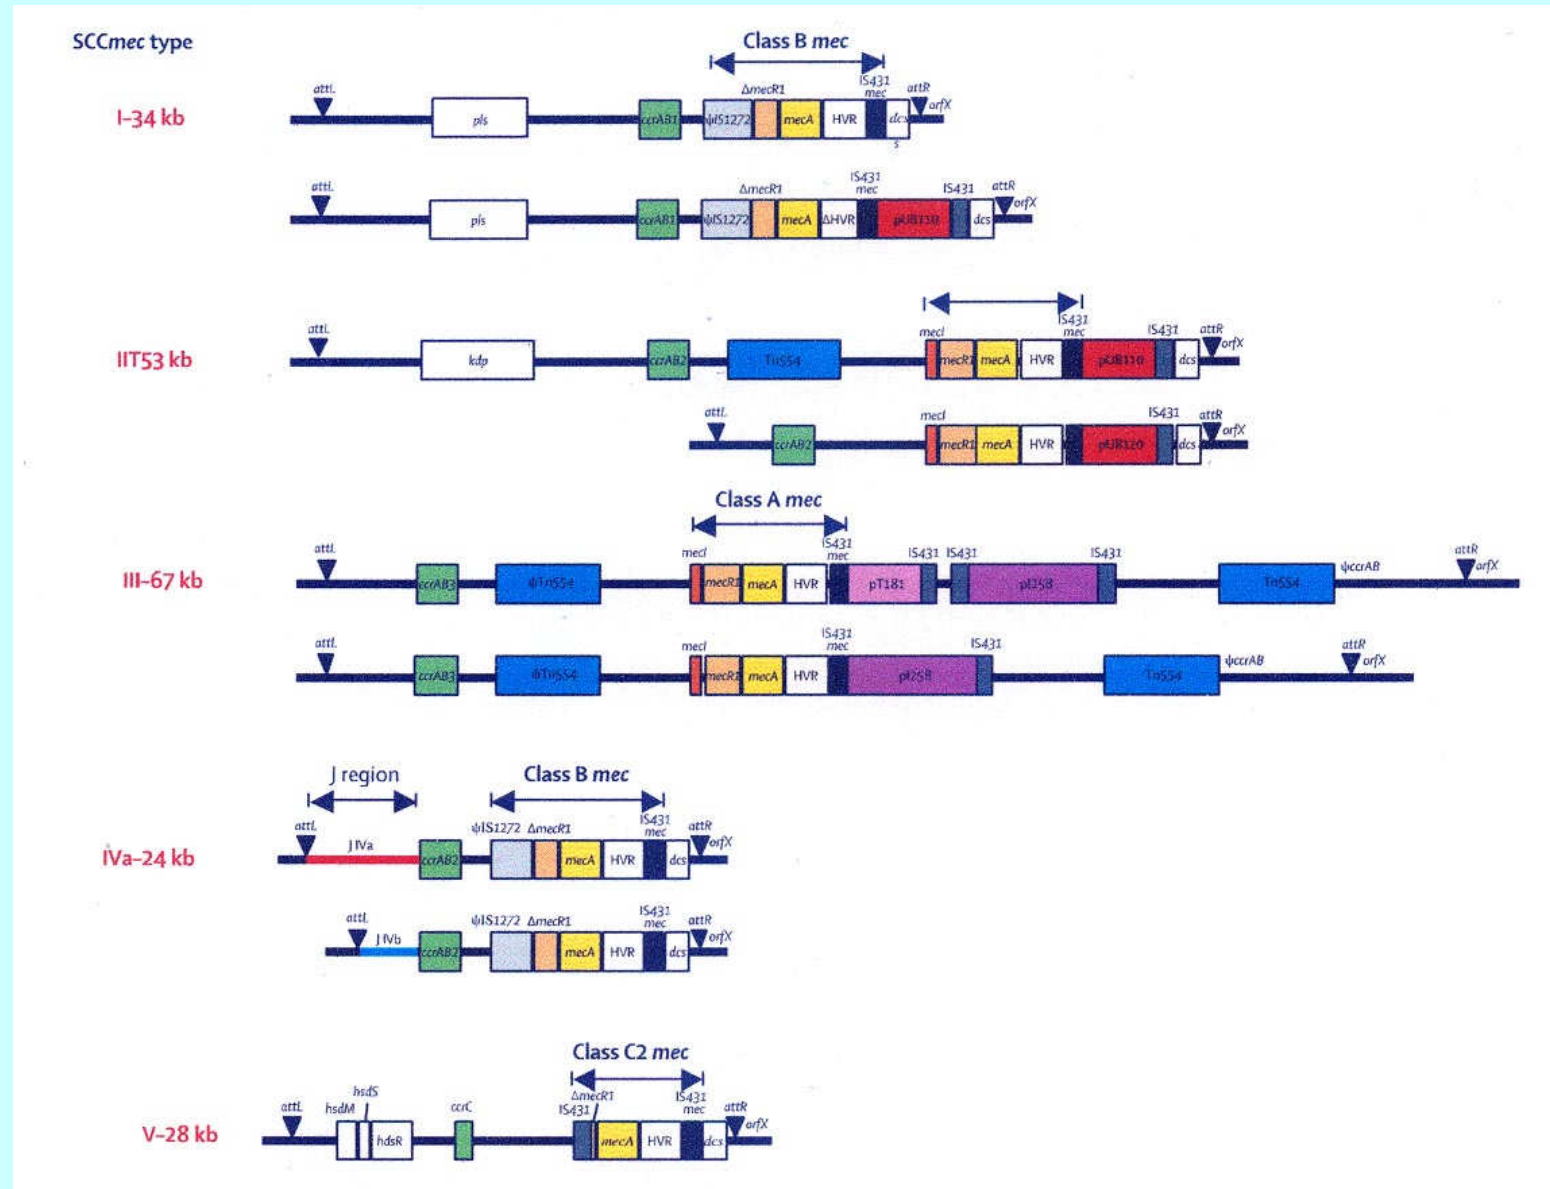 SCCmec type
Class B mec
I–34 kb
attL
pls
ccrAB1
ψIS1272
ΔmecR1
mecA
HVR
IS431
mec
dcs
s
attR
orfX
attL
pls
ccrAB1
ψIS1272
ΔmecR1
mecA
ΔHVR
IS431
mec
pUB110
IS431
dcs
attR
orfX
IIT53 kb
attL
kdp
ccrAB2
Tn554
mecI
mecR1
mecA
HVR
IS431
mec
pUB110
IS431
dcs
attR
orfX
attL
ccrAB2
mecI
mecR1
mecA
HVR
IS431
dcs
attR
orfX
Class A mec
III–67 kb
attL
ccrAB3
ψTn554
mecI
mecR1
mecA
HVR
IS431
mec
pT181
IS431
IS431
pI258
IS431
Tn554
ψccrAB
attR
orfX
attL
ccrAB3
ψTn554
mecI
mecR1
mecA
HVR
IS431
mec
pI258
IS431
Tn554
ψccrAB
attR
orfX
J region
Class B mec
IVa–24 kb
attL
J IVa
ccrAB2
ψIS1272
ΔmecR1
mecA
HVR
IS431
mec
dcs
attR
orfX
attL
J IVb
ccrAB2
ψIS1272
ΔmecR1
mecA
HVR
IS431
mec
dcs
attR
orfX
Class C2 mec
V–28 kb
attL
hsdM
hsdS
hdsR
ccrC
IS431
ΔmecR1
mecA
HVR
IS431
mec
dcs
attR
orfX